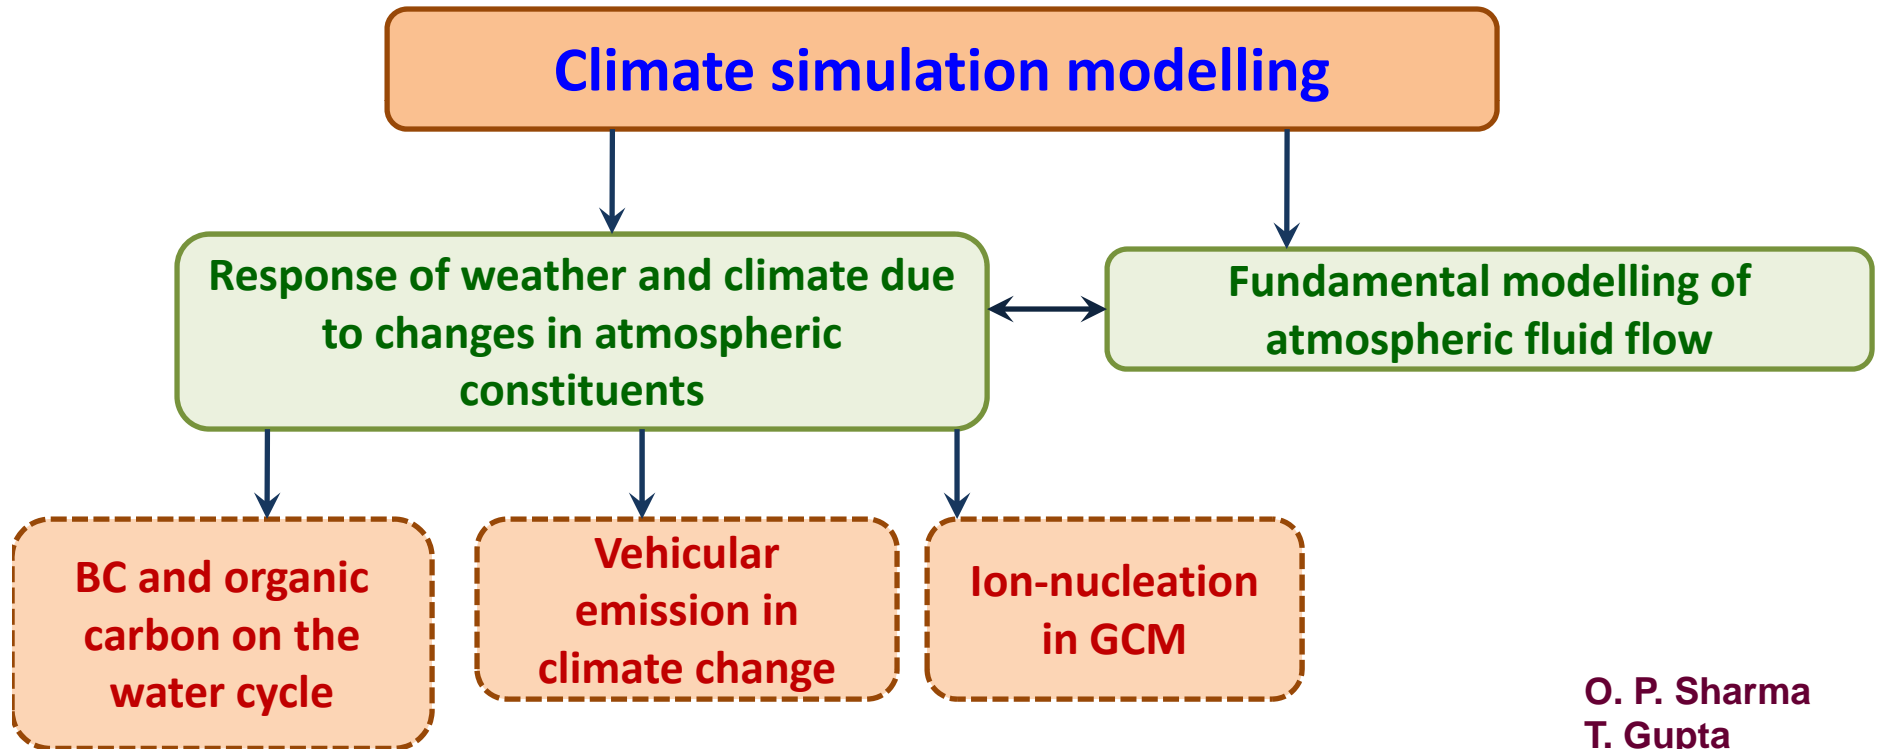 Climate simulation modelling
Response of weather and climate due
to changes in atmospheric
constituents
Fundamental modelling of
atmospheric fluid flow
BC and organic
carbon on the
water cycle
Vehicular
emission in
climate change
Ion-nucleation
in GCM
O. P. Sharma
T. Gupta